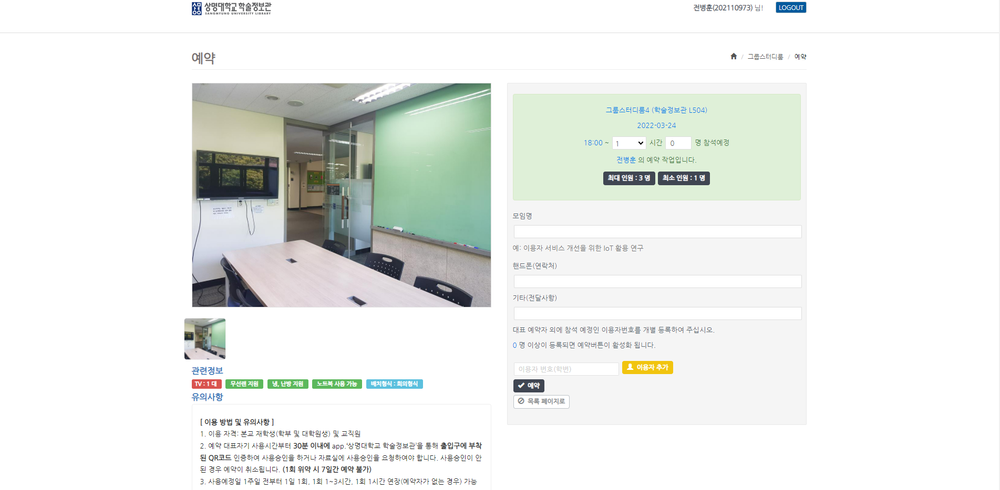 상명대학교 학술정보관
SANGMYUNG UNIVERSITY LIBRARY
전병훈(202110973) 님!
LOGOUT
예약
/ 그룹스터디룸 / 예약
그룹스터디룸4 (학술정보관 L504)
2022-03-24
18:00 ~ 1 시간 0 명 참석예정
전병훈 의 예약 작업입니다.
최대 인원 : 3 명 최소 인원 : 1 명
모임명
예: 이용자 서비스 개선을 위한 IoT 활용 연구
핸드폰(연락처)
기타(전달사항)
대표 예약자 외에 참석 예정인 이용자번호를 개별 등록하여 주십시오.
0 명 이상이 등록되면 예약버튼이 활성화 됩니다.
이용자 번호(학번) 이용자 추가
예약
목록 페이지로
관련정보
TV : 1 대 무선랜 지원 냉, 난방 지원 노트북 사용 가능 배치형식 : 회의형식
유의사항
[ 이용 방법 및 유의사항 ]
1. 이용 자격: 본교 재학생(학부 및 대학원생) 및 교직원
2. 예약 대표자기 사용시간부터 30분 이내에 app.‘상명대학교 학술정보관’을 통해 출입구에 부착
된 QR코드 인증하여 사용승인을 하거나 자료실에 사용승인을 요청하여야 합니다. 사용승인이 안
된 경우 예약이 취소됩니다. (1회 위약 시 7일간 예약 불가)
3. 사용예정일 1주일 전부터 1일 1회, 1회 1~3시간, 1회 1시간 연장(예약자가 없는 경우) 가능